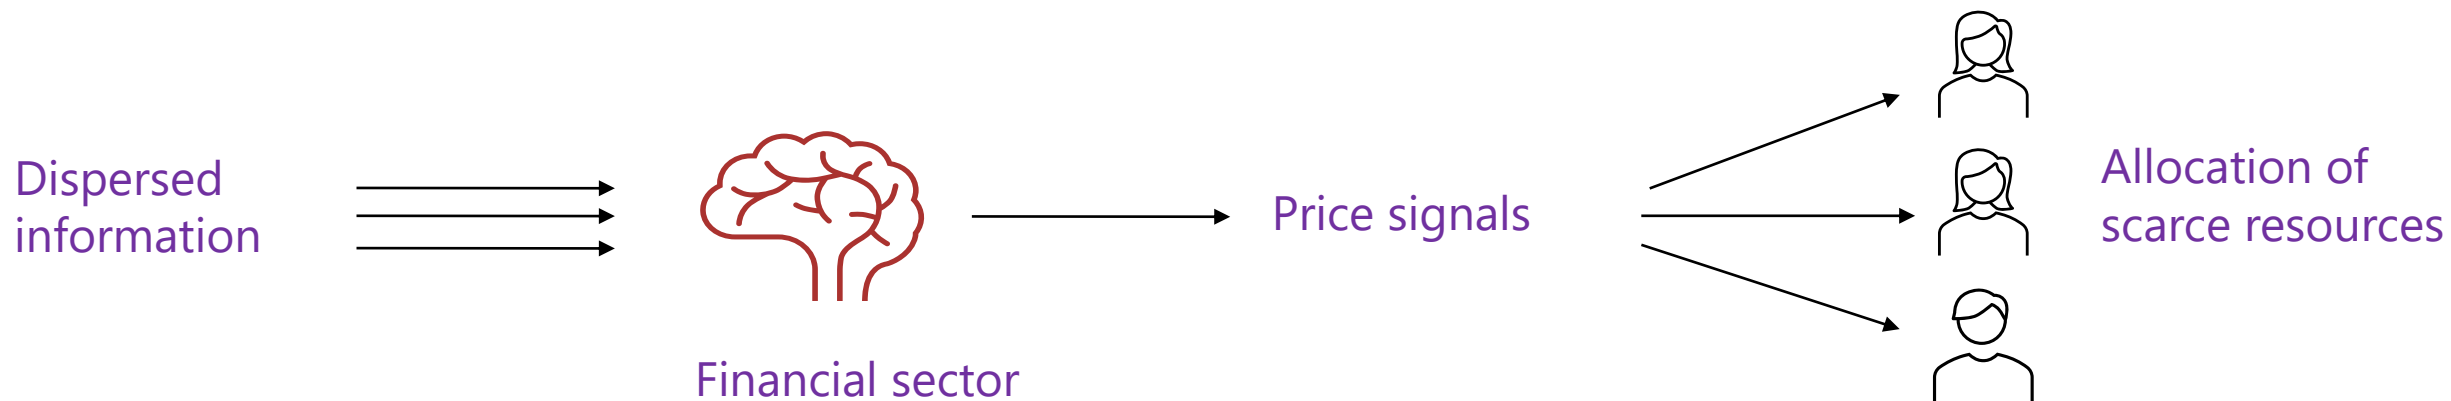 Dispersed
information
Financial sector
Price signals
Allocation of
scarce resources